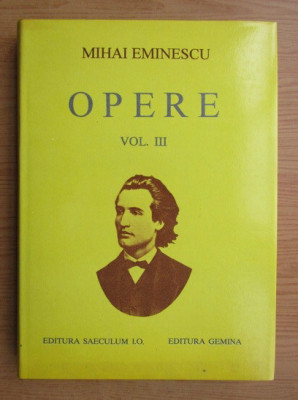 MIHAI EMINESCU
OPERE
VOL. III
EDITURA SAECULUM I.O. EDITURA GEMINA